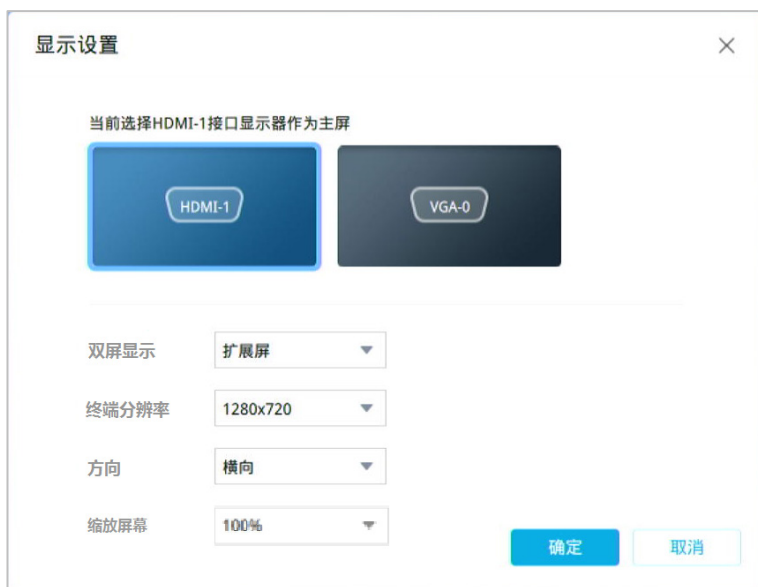 显示设置
当前选择HDMI-1接口显示器作为主屏
HDMI-1
VGA-0
双屏显示
扩展屏
终端分辨率
1280x720
方向
横向
缩放屏幕
100%
确定
取消